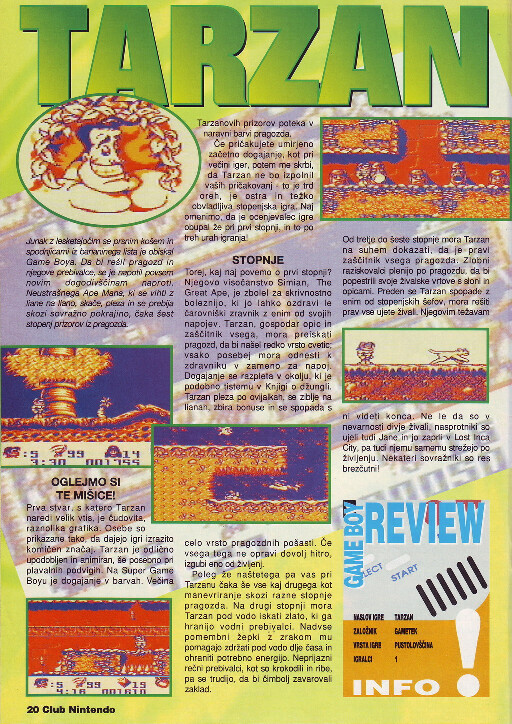 TARZAN
Junak z lesketajočim se prsnim košem in
spodnjicami iz bananinega lista je obiskal
Game Boya. Da bi rešil pragozd in
njegove prebivalce, se je napotil povsem
novim dogodivščinam naproti.
Neustrašnega Ape Mana, ki se vihti z
liane na liano, skače, pleza in se prebija
skozi sovražno pokrajino, čaka šest
stopenj prizorov iz pragozda.
:5 99 14
3:30 001755
OGLEJMO SI
TE MIŠICE!
Prva stvar, s katero Tarzan
naredi velik vtis, je čudovita,
raznolika grafika. Osebe so
prikazane tako, da dajejo igri izrazito
komičen značaj. Tarzan je odlično
upodobljen in animiran, še posebno pri
plavalnih podvigih. Na Super Game
Boyu je dogajanje v barvah. Večina
:5 99 19
4:16 001610
Tarzanovih prizorov poteka v
naravni barvi pragozda.
Če pričakujete umirjeno
začetno dogajanje, kot pri
večini iger, potem me skrbi,
da Tarzan ne bo izpolnil
vaših pričakovanj - to je trd
oreh, je ostra in težko
obvladljiva stopenjska igra. Naj
omenimo, da je ocenjevalec igre
obupal že pri prvi stopnji, in to po
treh urah igranja!
STOPNJE
Torej, kaj naj povemo o prvi stopnji?
Njegovo visočanstvo Simian, The
Great Ape, je zbolel za skrivnostno
boleznijo, ki jo lahko ozdravi le
čarovniški zravnik z enim od svojih
napojev. Tarzan, gospodar opic in
zaščitnik vsega, mora preiskati
pragozd, da bi našel redko vrsto cvetic;
vsako posebej mora odnesti k
zdravniku v zameno za napoj.
Dogajanje se razpleta v okolju, ki je
podobno tistemu v Knjigi o džungli.
Tarzan pleza po ovijalkah, se ziblje na
lianah, zbira bonuse in se spopada s
celo vrsto pragozdnih pošasti. Če
vsega tega ne opravi dovolj hitro,
izgubi eno od življenj.
Poleg že naštetega pa vas pri
Tarzanu čaka še vse kaj drugega kot
manevriranje skozi razne stopnje
pragozda. Na drugi stopnji mora
Tarzan pod vodo iskati zlato, ki ga
hranijo vodni prebivalci. Nadvse
pomembni žepki z zrakom mu
pomagajo zdržati pod vodo dlje časa in
ohraniti potrebno energijo. Neprijazni
rečni prebivalci, kot so krokodili in ribe,
pa se trudijo, da bi čimbolj zavarovali
zaklad.
Od tretje do šeste stopnje mora Tarzan
na suhem dokazati, da je pravi
zaščitnik vsega pragozda. Zlobni
raziskovalci plenijo po pragozdu, da bi
popestrili svoje živalske vrtove s sloni in
opicami. Preden se Tarzan spopade z
enim od stopenjskih šefov, mora rešiti
prav vse ujete živali. Njegovim težavam
ni videti konca. Ne le da so v
nevarnosti divje živali, nasprotniki so
ujeli tudi Jane in jo zaprli v Lost Inca
City, pa tudi njemu samemu strežejo po
življenju. Nekateri sovražniki so res
brezčutni!
GAME BOY
REVIEW
SELECT START
NASLOV IGRE TARZAN
ZALOŽNIK GAMETEK
VRSTA IGRE PUSTOLOVŠČINA
IGRALCI 1
INFO !
20 Club Nintendo